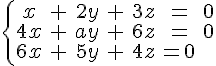 x + 2y + 3z = 0
4x + ay + 6z = 0
6x + 5y + 4z = 0